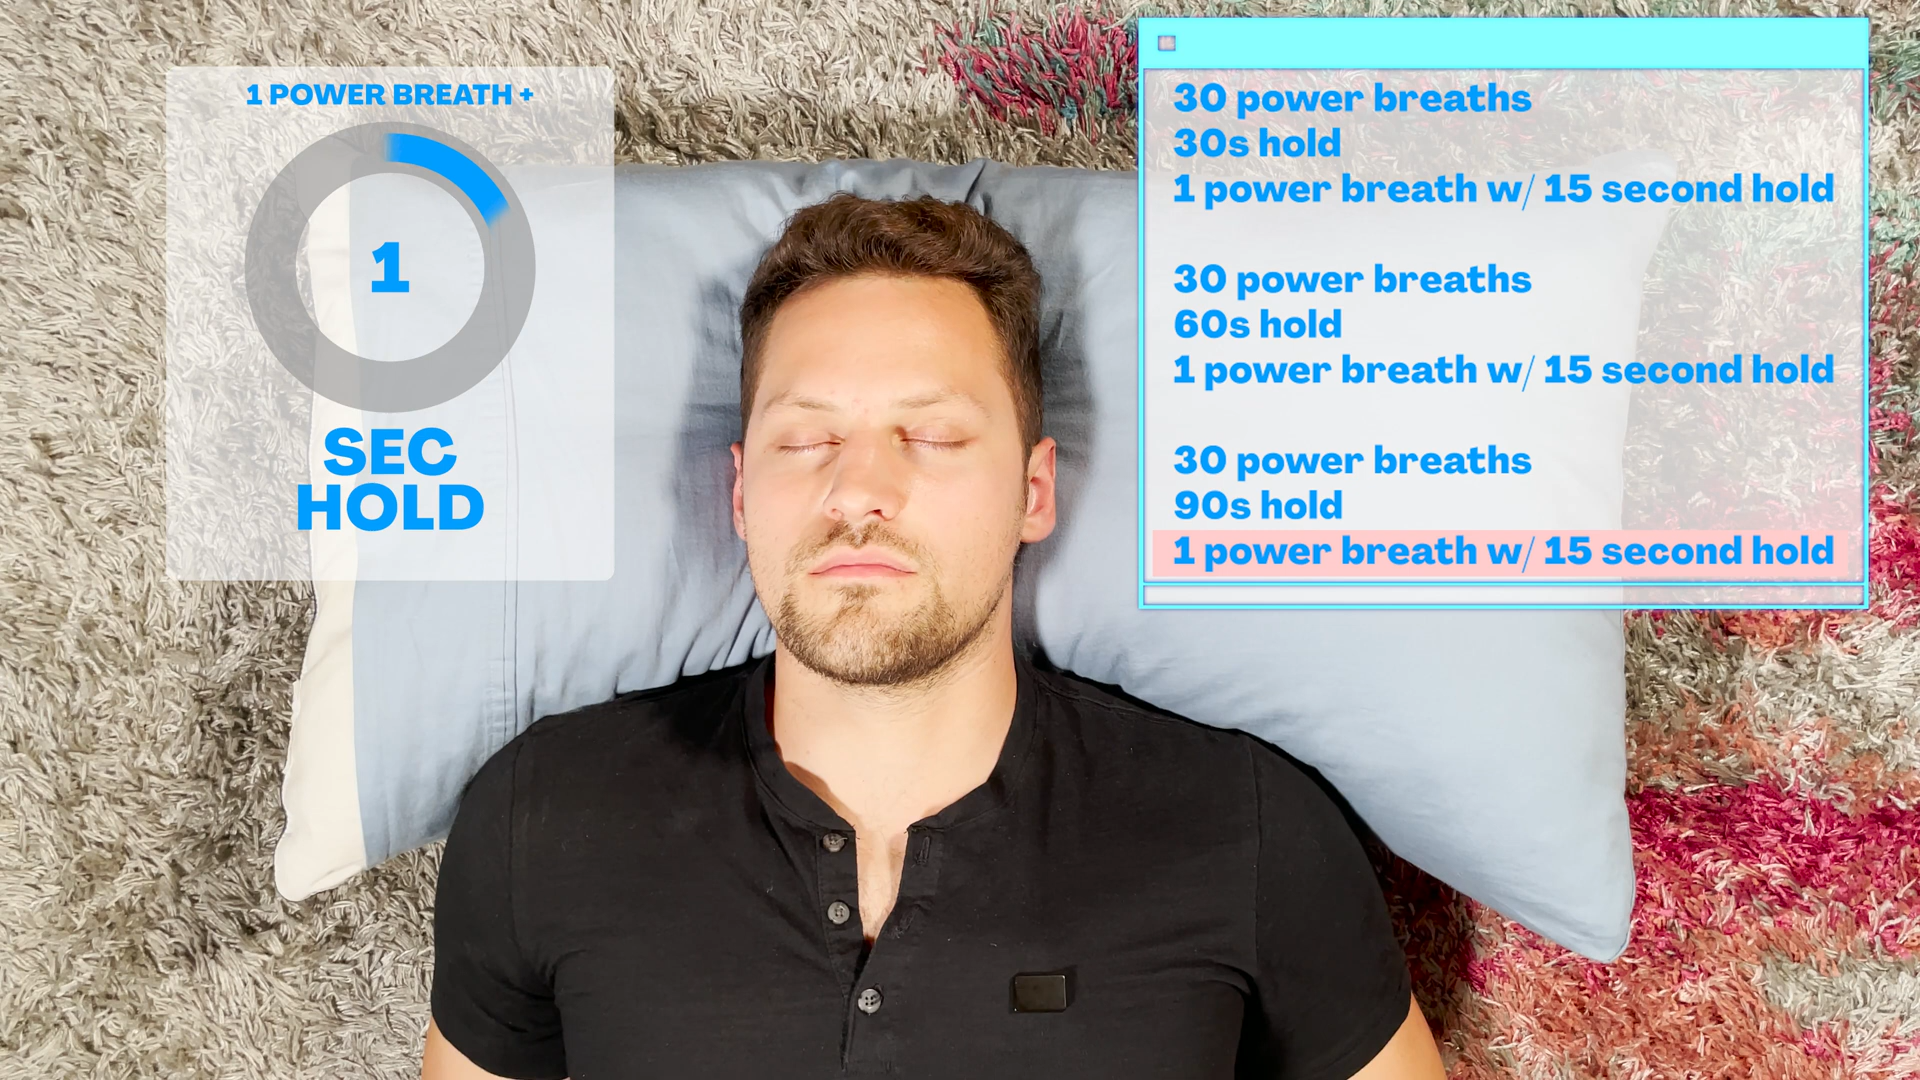 1 POWER BREATH +
1
SEC
HOLD
30 power breaths
30s hold
1 power breath w/ 15 second hold
30 power breaths
60s hold
1 power breath w/ 15 second hold
30 power breaths
90s hold
1 power breath w/ 15 second hold